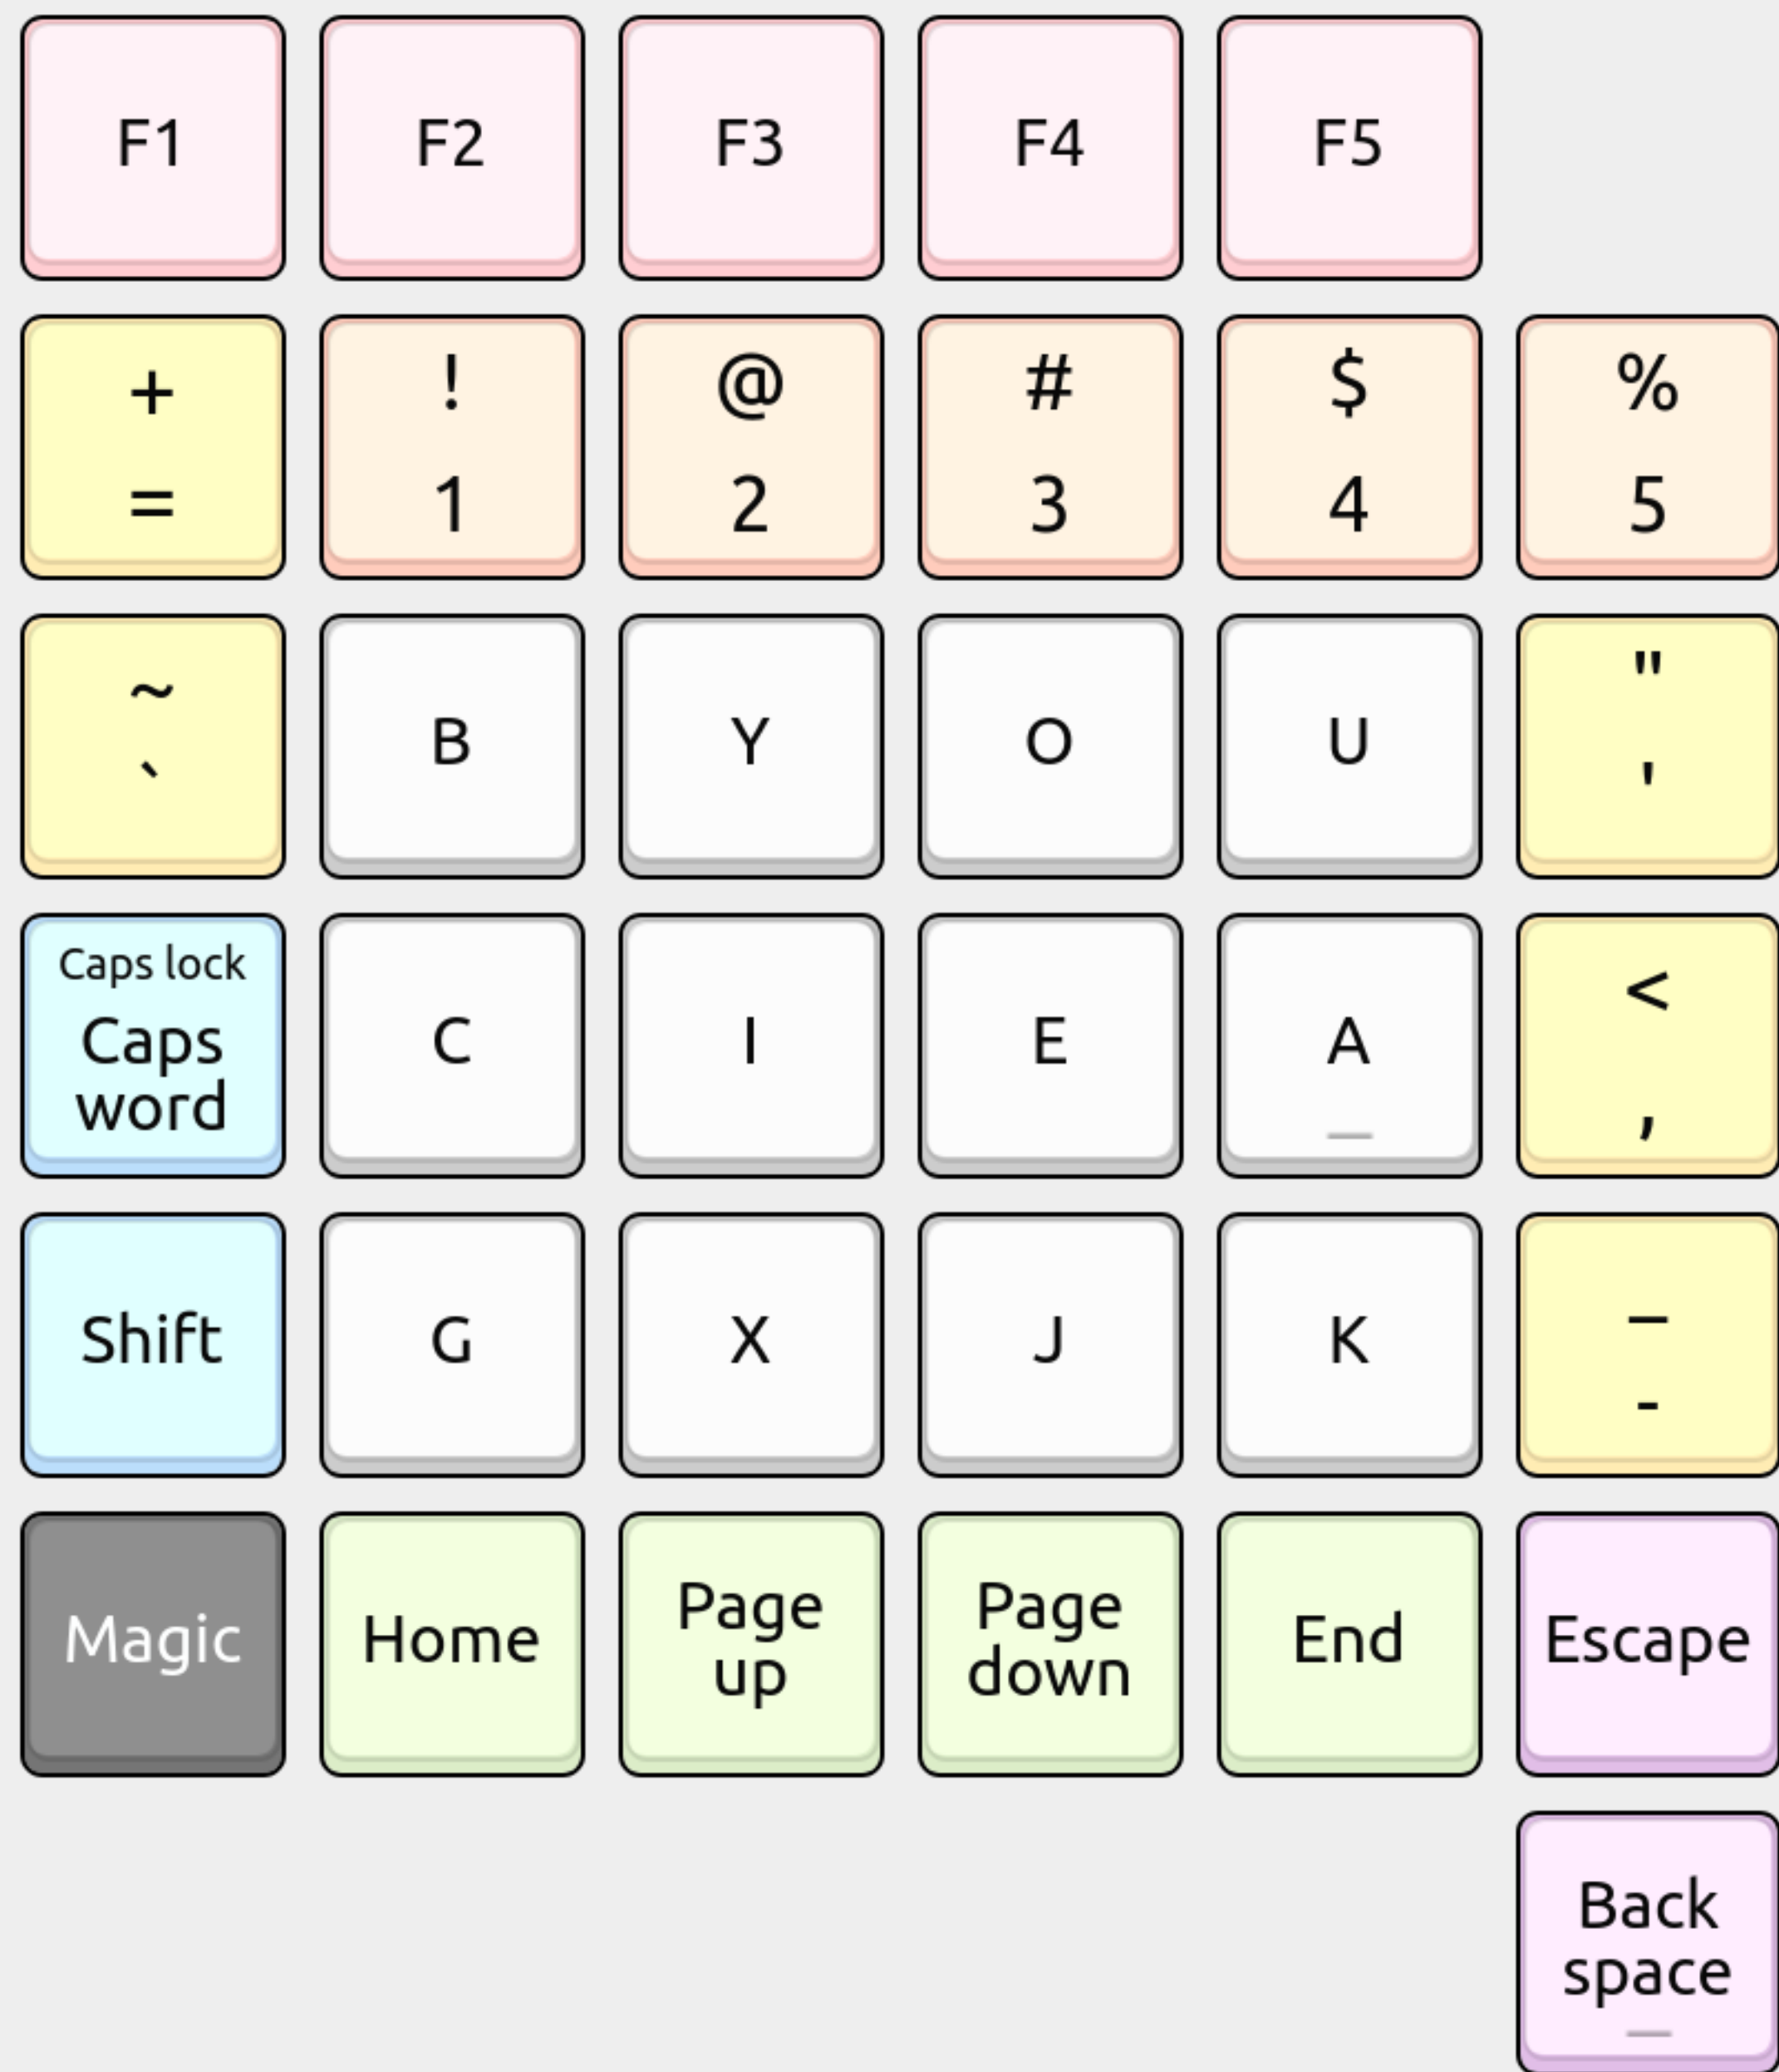 F1 F2 F3 F4 F5
+ ! @ # $ %
= 1 2 3 4 5
~ B Y O U "
` '
Caps lock
Caps word C I E A <
_ ,
Shift G X J K _
-
Magic Home Page up Page down End Escape
Back
space
_